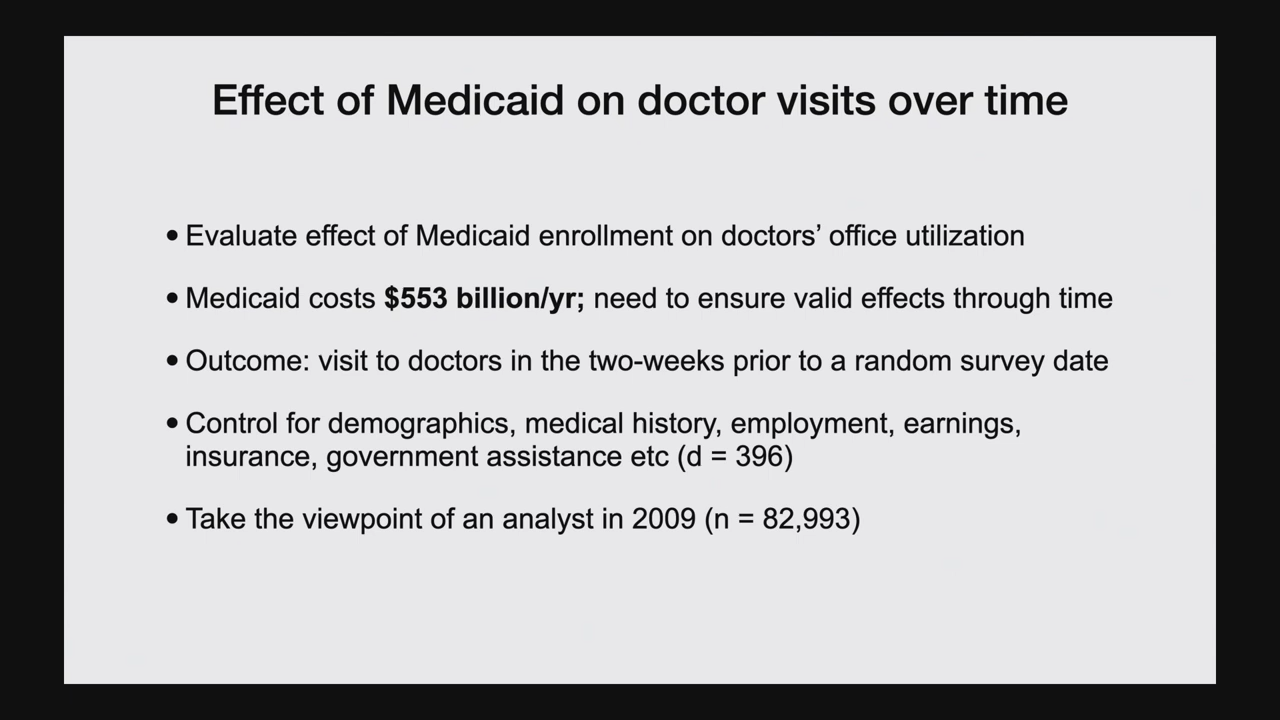 Effect of Medicaid on doctor visits over time
• Evaluate effect of Medicaid enrollment on doctors’ office utilization
• Medicaid costs $553 billion/yr; need to ensure valid effects through time
• Outcome: visit to doctors in the two-weeks prior to a random survey date
• Control for demographics, medical history, employment, earnings,
insurance, government assistance etc (d = 396)
• Take the viewpoint of an analyst in 2009 (n = 82,993)